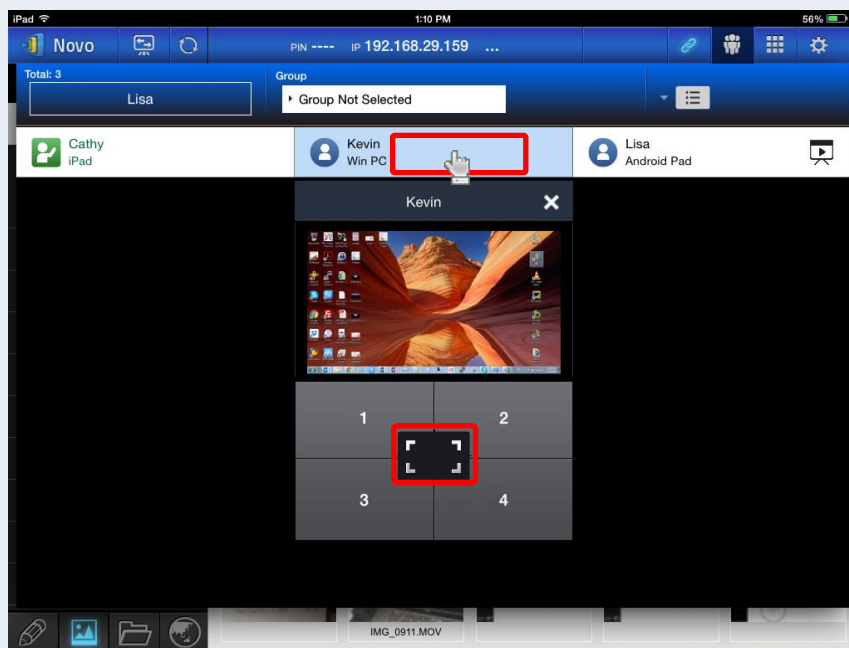 iPad 1:10 PM 56%
Novo PIN ---- IP 192.168.29.159 ...
Total: 3 Group
Lisa Group Not Selected
Cathy Kevin Lisa
iPad Win PC Android Pad
Kevin
1 2
3 4
IMG_0911.MOV